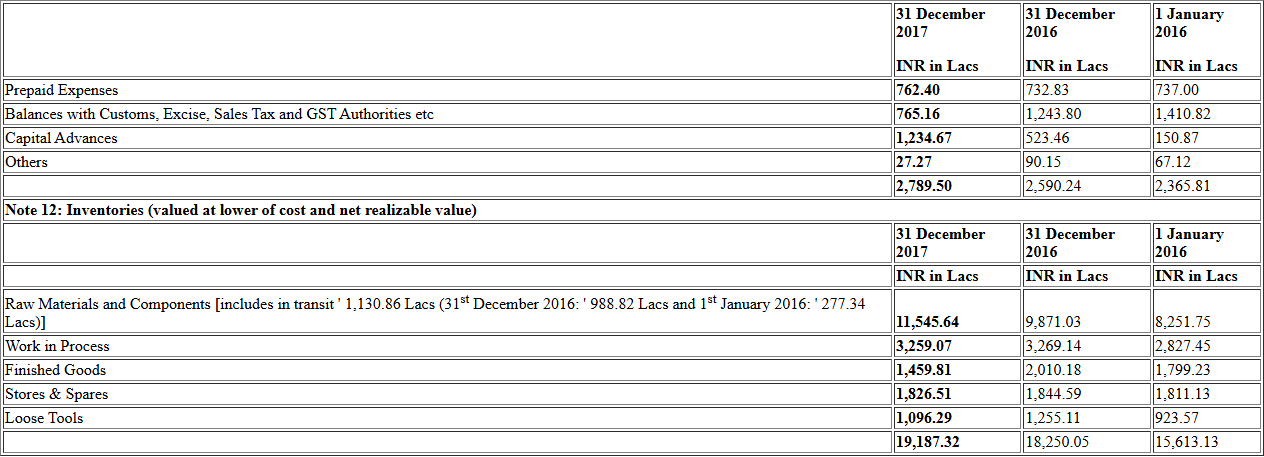 31 December 2017 31 December 2016 1 January 2016
INR in Lacs INR in Lacs INR in Lacs
Prepaid Expenses 762.40 732.83 737.00
Balances with Customs, Excise, Sales Tax and GST Authorities etc 765.16 1,243.80 1,410.82
Capital Advances 1,234.67 523.46 150.87
Others 27.27 90.15 67.12
2,789.50 2,590.24 2,365.81
Note 12: Inventories (valued at lower of cost and net realizable value)
31 December 2017 31 December 2016 1 January 2016
INR in Lacs INR in Lacs INR in Lacs
Raw Materials and Components [includes in transit ' 1,130.86 Lacs (31st December 2016: ' 988.82 Lacs and 1st January 2016: ' 277.34
Lacs)] 11,545.64 9,871.03 8,251.75
Work in Process 3,259.07 3,269.14 2,827.45
Finished Goods 1,459.81 2,010.18 1,799.23
Stores & Spares 1,826.51 1,844.59 1,811.13
Loose Tools 1,096.29 1,255.11 923.57
19,187.32 18,250.05 15,613.13